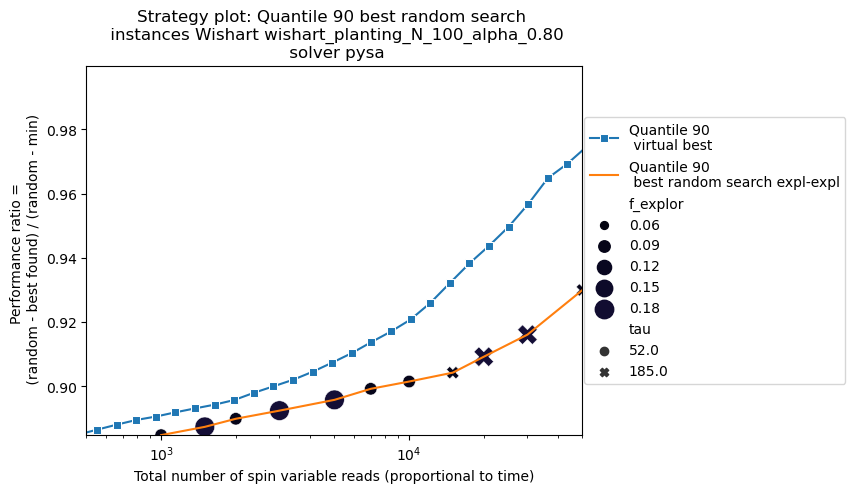 Strategy plot: Quantile 90 best random search
instances Wishart wishart_planting_N_100_alpha_0.80
solver pysa
Performance ratio =
(random - best found) / (random - min)
0.98
0.96
0.94
0.92
0.90
10^3
10^4
Total number of spin variable reads (proportional to time)
Quantile 90
virtual best
Quantile 90
best random search expl-expl
f_explor
0.06
0.09
0.12
0.15
0.18
tau
52.0
185.0